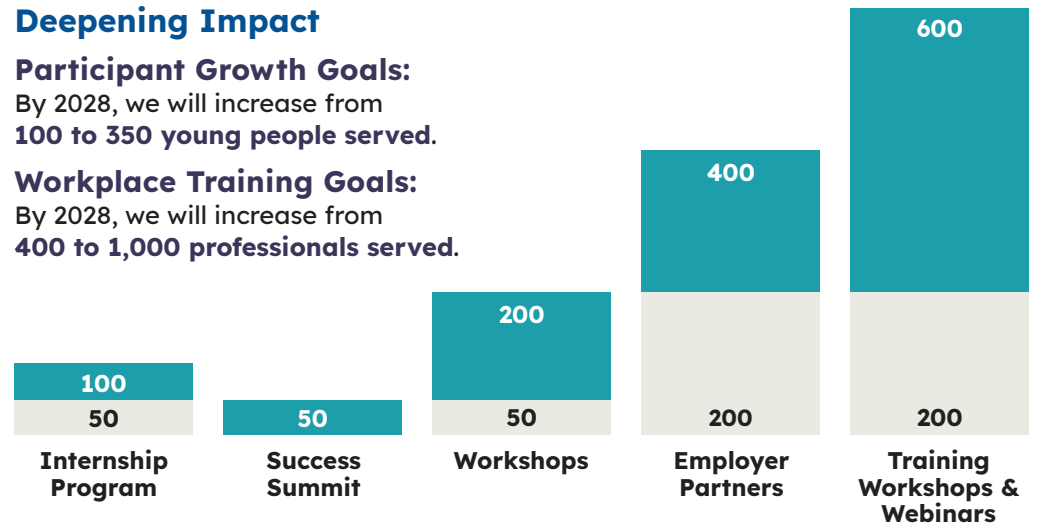 Deepening Impact
Participant Growth Goals:
By 2028, we will increase from
100 to 350 young people served.
Workplace Training Goals:
By 2028, we will increase from
400 to 1,000 professionals served.
100
50
Internship
Program
50
Success
Summit
200
50
Workshops
400
200
Employer
Partners
600
200
Training
Workshops &
Webinars